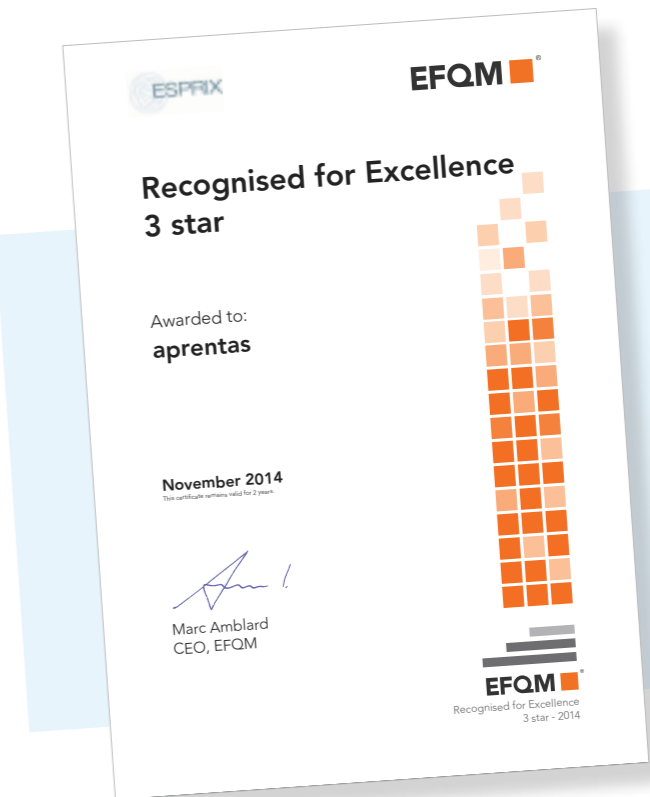 ESPRIX
EFQM ®
Recognised for Excellence
3 star
Awarded to:
aprentas
November 2014
This certificate remains valid for 2 years
Marc Amblard
CEO, EFQM
EFQM ®
Recognised for Excellence
3 star - 2014